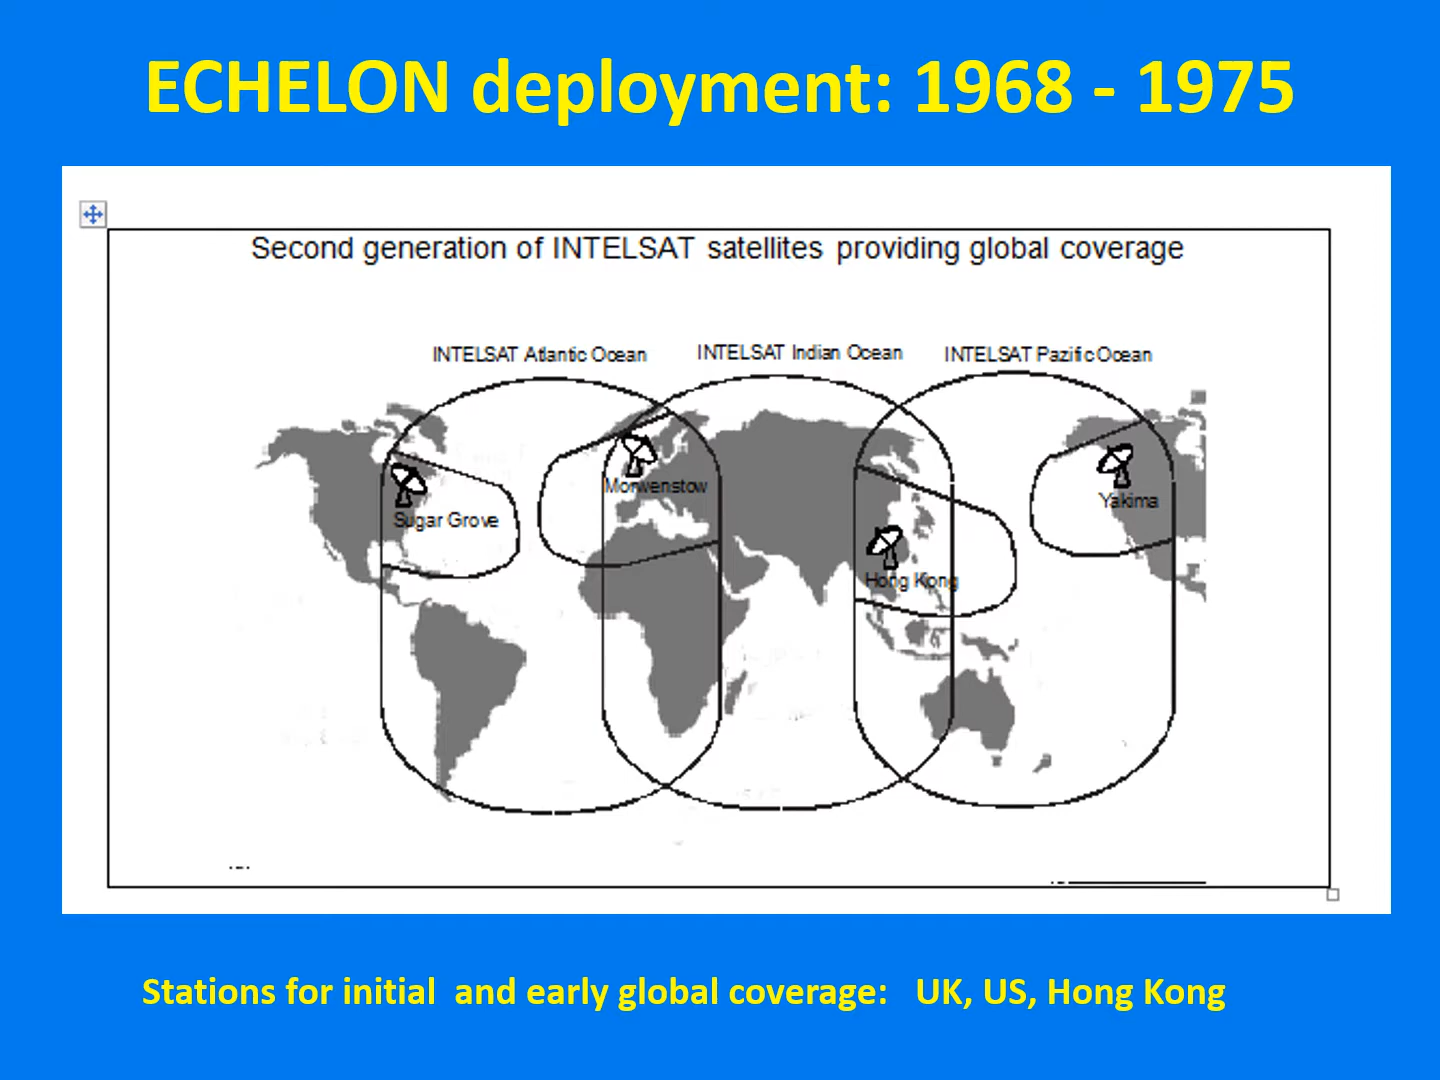 ECHELON deployment: 1968 - 1975
Second generation of INTELSAT satellites providing global coverage
INTELSAT Atlantic Ocean
INTELSAT Indian Ocean
INTELSAT Pazific Ocean
Morwenstow
Yakima
Sugar Grove
Hong Kong
Stations for initial and early global coverage: UK, US, Hong Kong